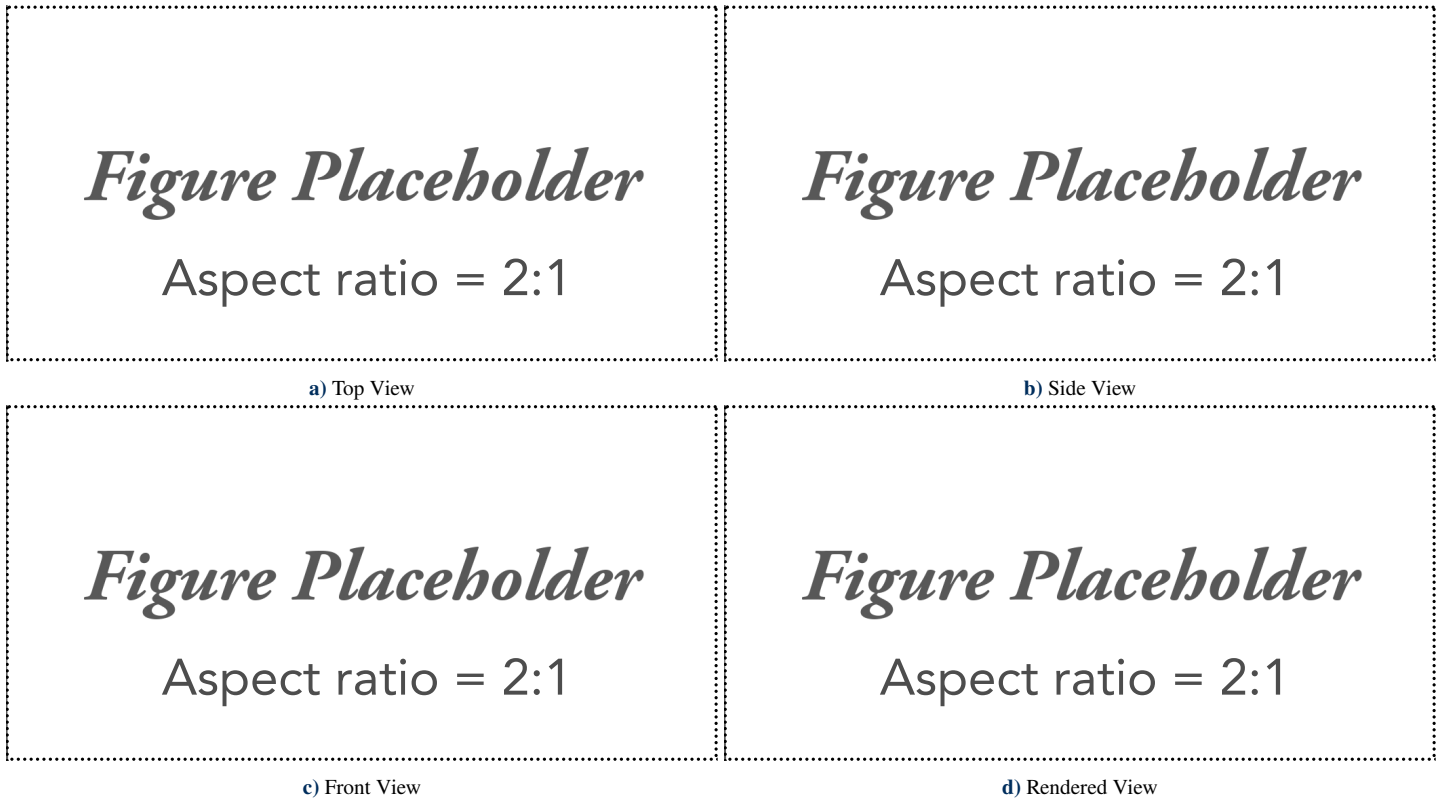 Figure Placeholder
Aspect ratio = 2:1
a) Top View
Figure Placeholder
Aspect ratio = 2:1
b) Side View
Figure Placeholder
Aspect ratio = 2:1
c) Front View
Figure Placeholder
Aspect ratio = 2:1
d) Rendered View